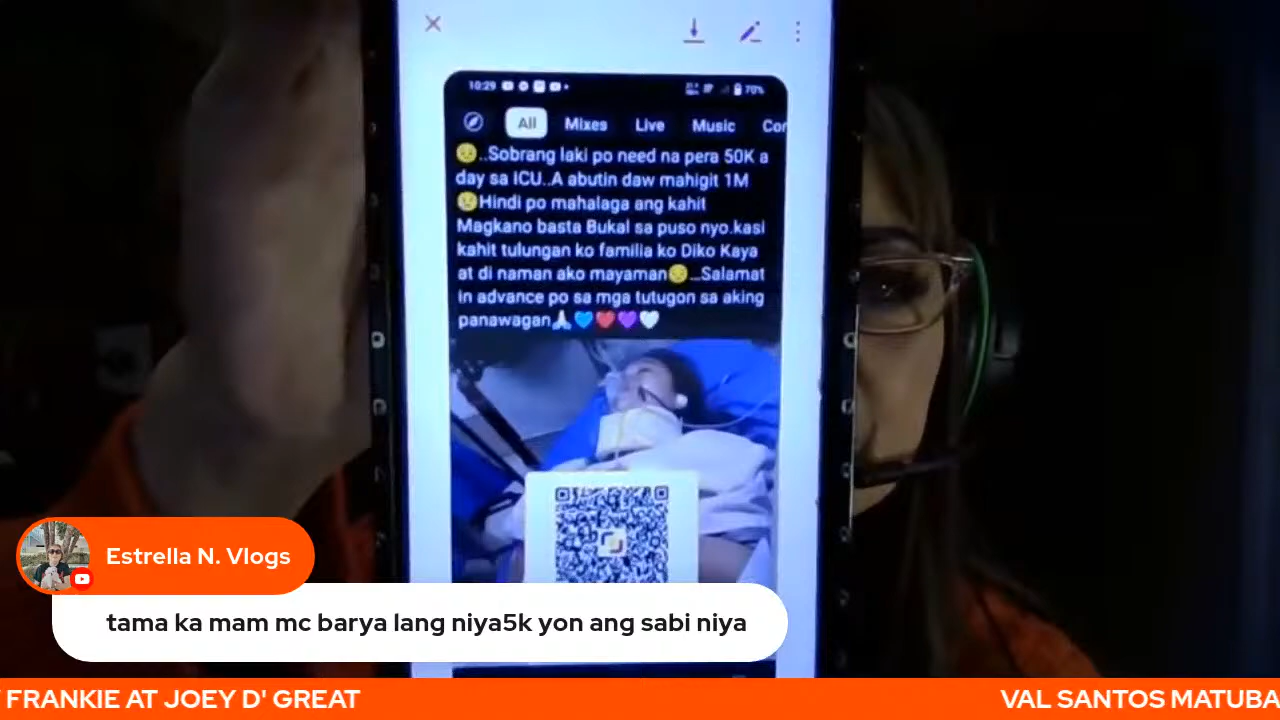 10:29
70%
All Mixes Live Music Cor
😟..Sobrang laki po need na pera 50K a
day sa ICU..A abutin daw mahigit 1M
😟Hindi po mahalaga ang kahit
Magkano basta Bukal sa puso nyo.kasi
kahit tulungan ko familia ko Diko Kaya
at di naman ako mayaman😟...Salamat
in advance po sa mga tutugon sa aking
panawagan🙏🏻💙❤️💜🤍
Estrella N. Vlogs
tama ka mam mc barya lang niya5k yon ang sabi niya
FRANKIE AT JOEY D' GREAT
VAL SANTOS MATUBA